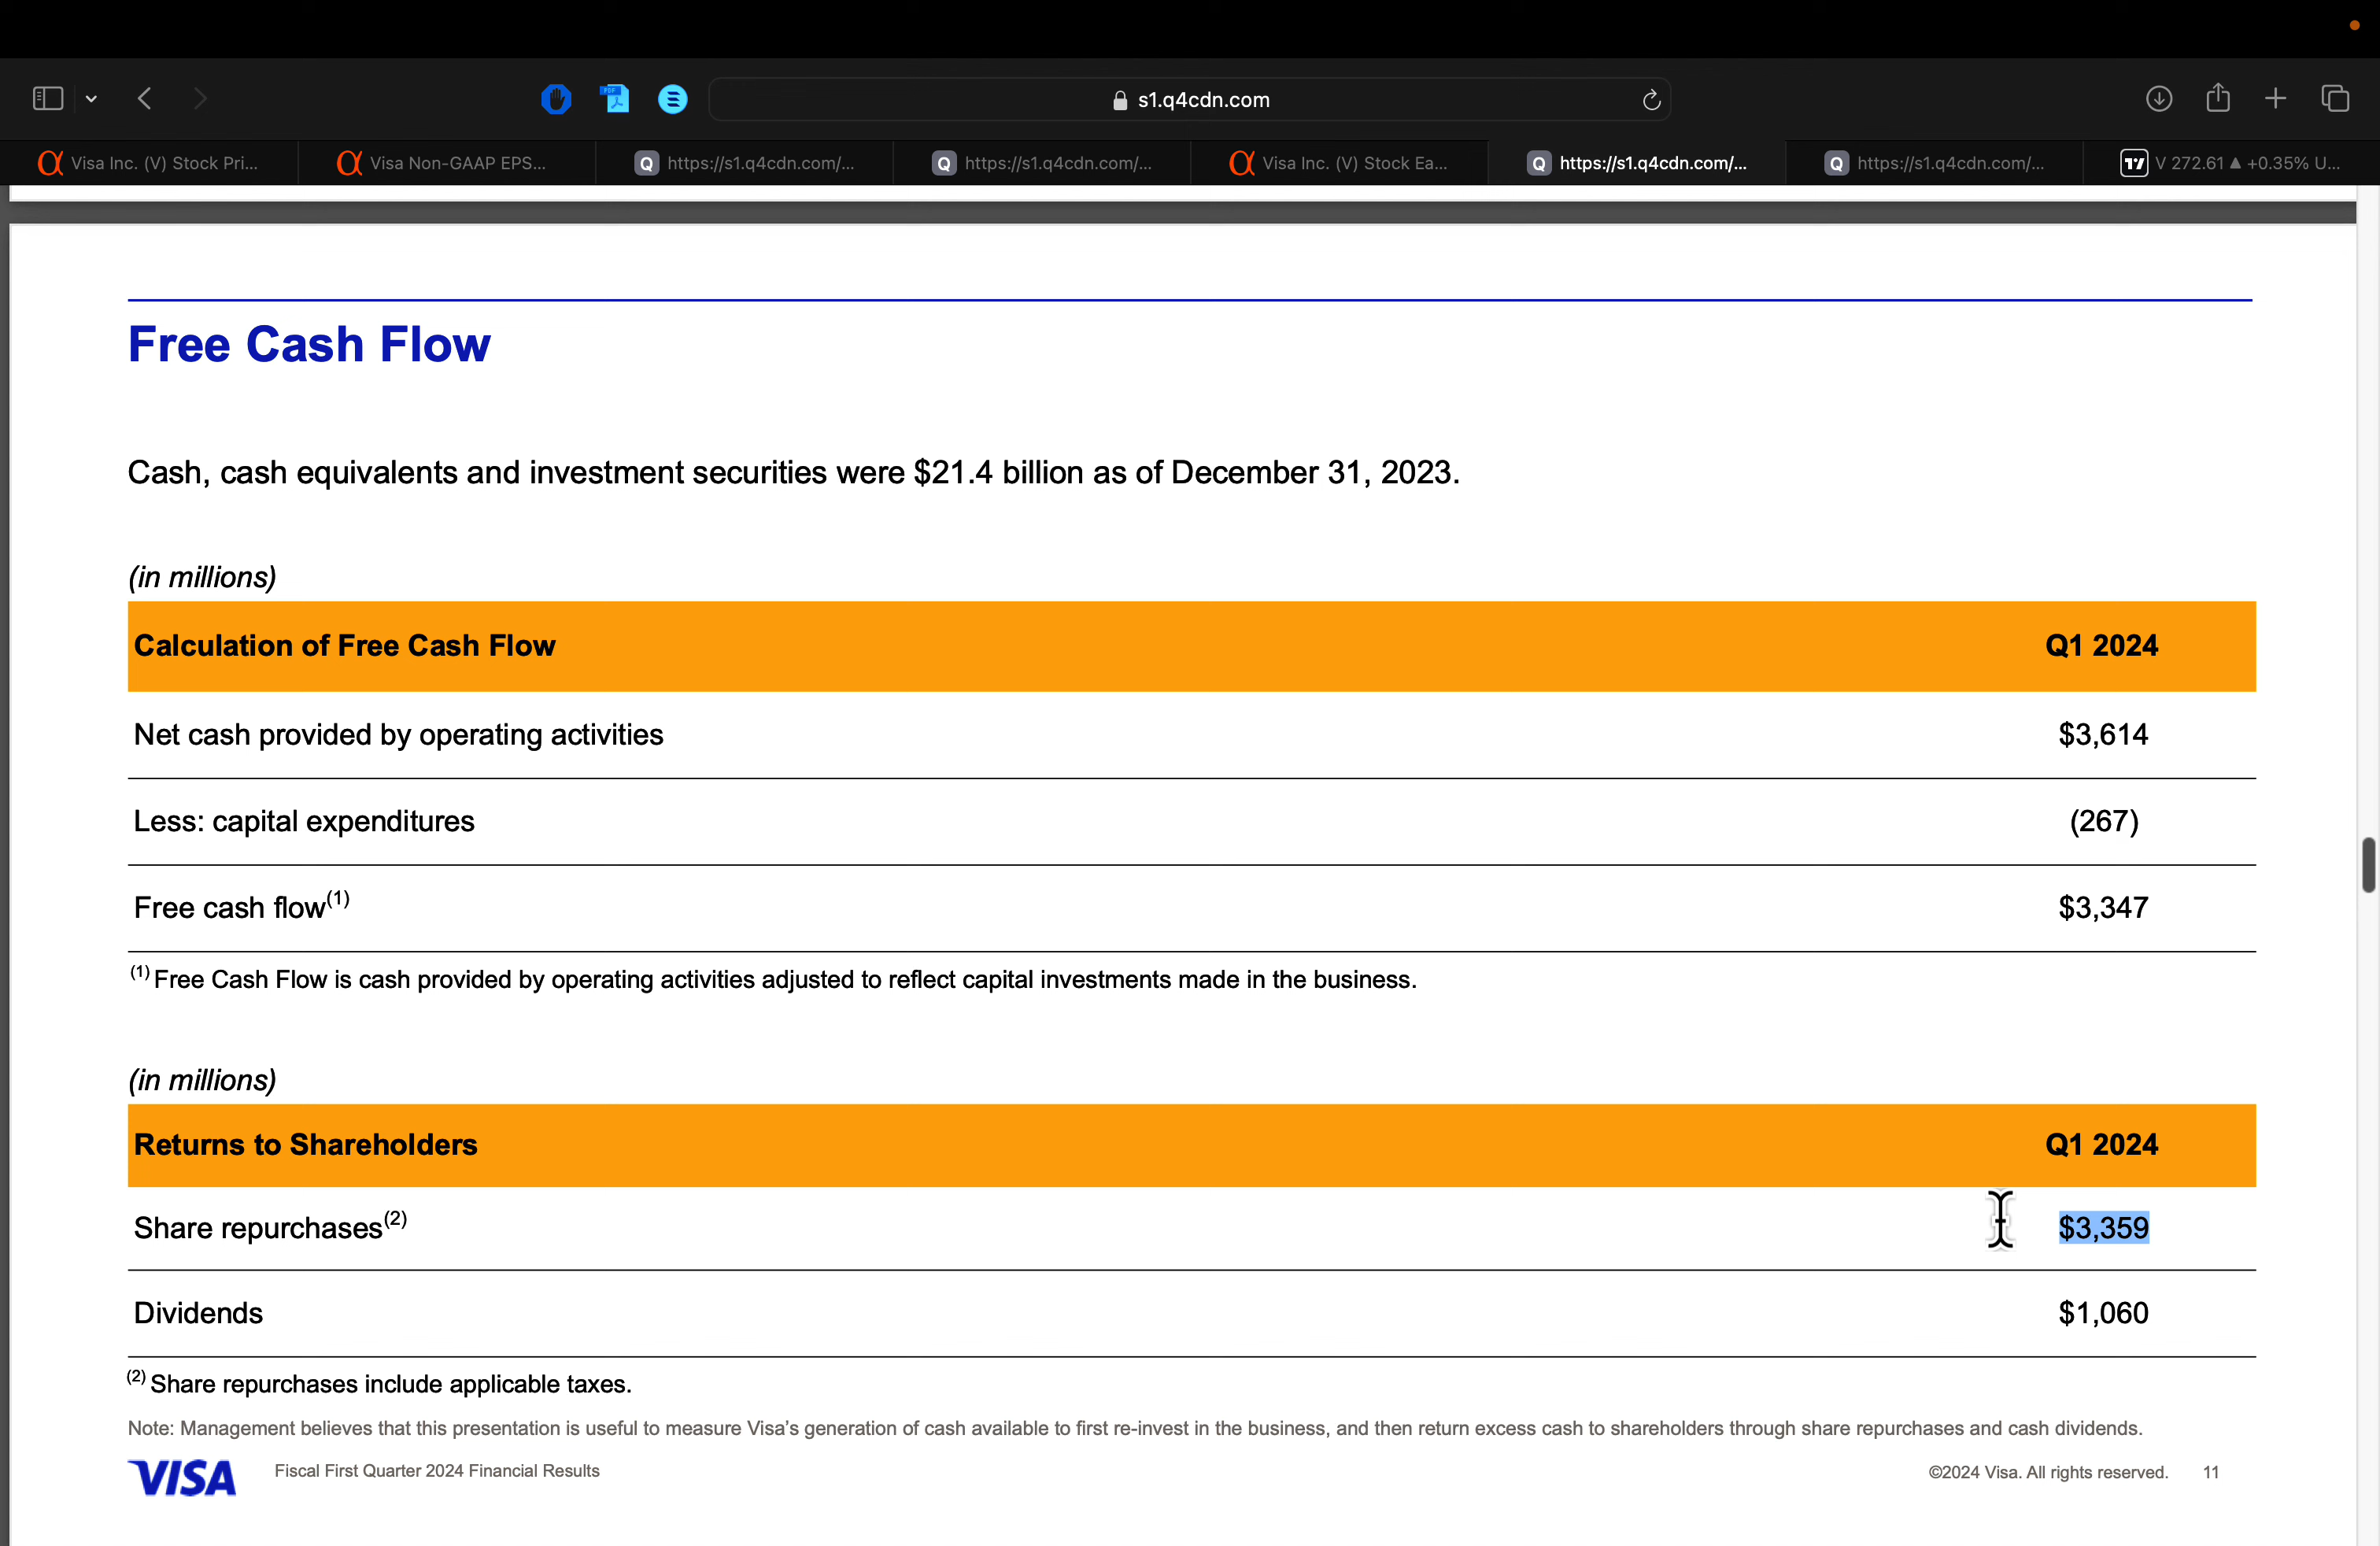 s1.q4cdn.com
Visa Inc. (V) Stock Pri...
Visa Non-GAAP EPS...
Q https://s1.q4cdn.com/...
Q https://s1.q4cdn.com/...
Visa Inc. (V) Stock Ea...
Q https://s1.q4cdn.com/...
Q https://s1.q4cdn.com/...
V 272.61 ▲ +0.35% U...
Free Cash Flow
Cash, cash equivalents and investment securities were $21.4 billion as of December 31, 2023.
(in millions)
Calculation of Free Cash Flow Q1 2024
Net cash provided by operating activities $3,614
Less: capital expenditures (267)
Free cash flow(1) $3,347
(1) Free Cash Flow is cash provided by operating activities adjusted to reflect capital investments made in the business.
(in millions)
Returns to Shareholders Q1 2024
Share repurchases(2) $3,359
Dividends $1,060
(2) Share repurchases include applicable taxes.
Note: Management believes that this presentation is useful to measure Visa’s generation of cash available to first re-invest in the business, and then return excess cash to shareholders through share repurchases and cash dividends.
VISA Fiscal First Quarter 2024 Financial Results ©2024 Visa. All rights reserved. 11